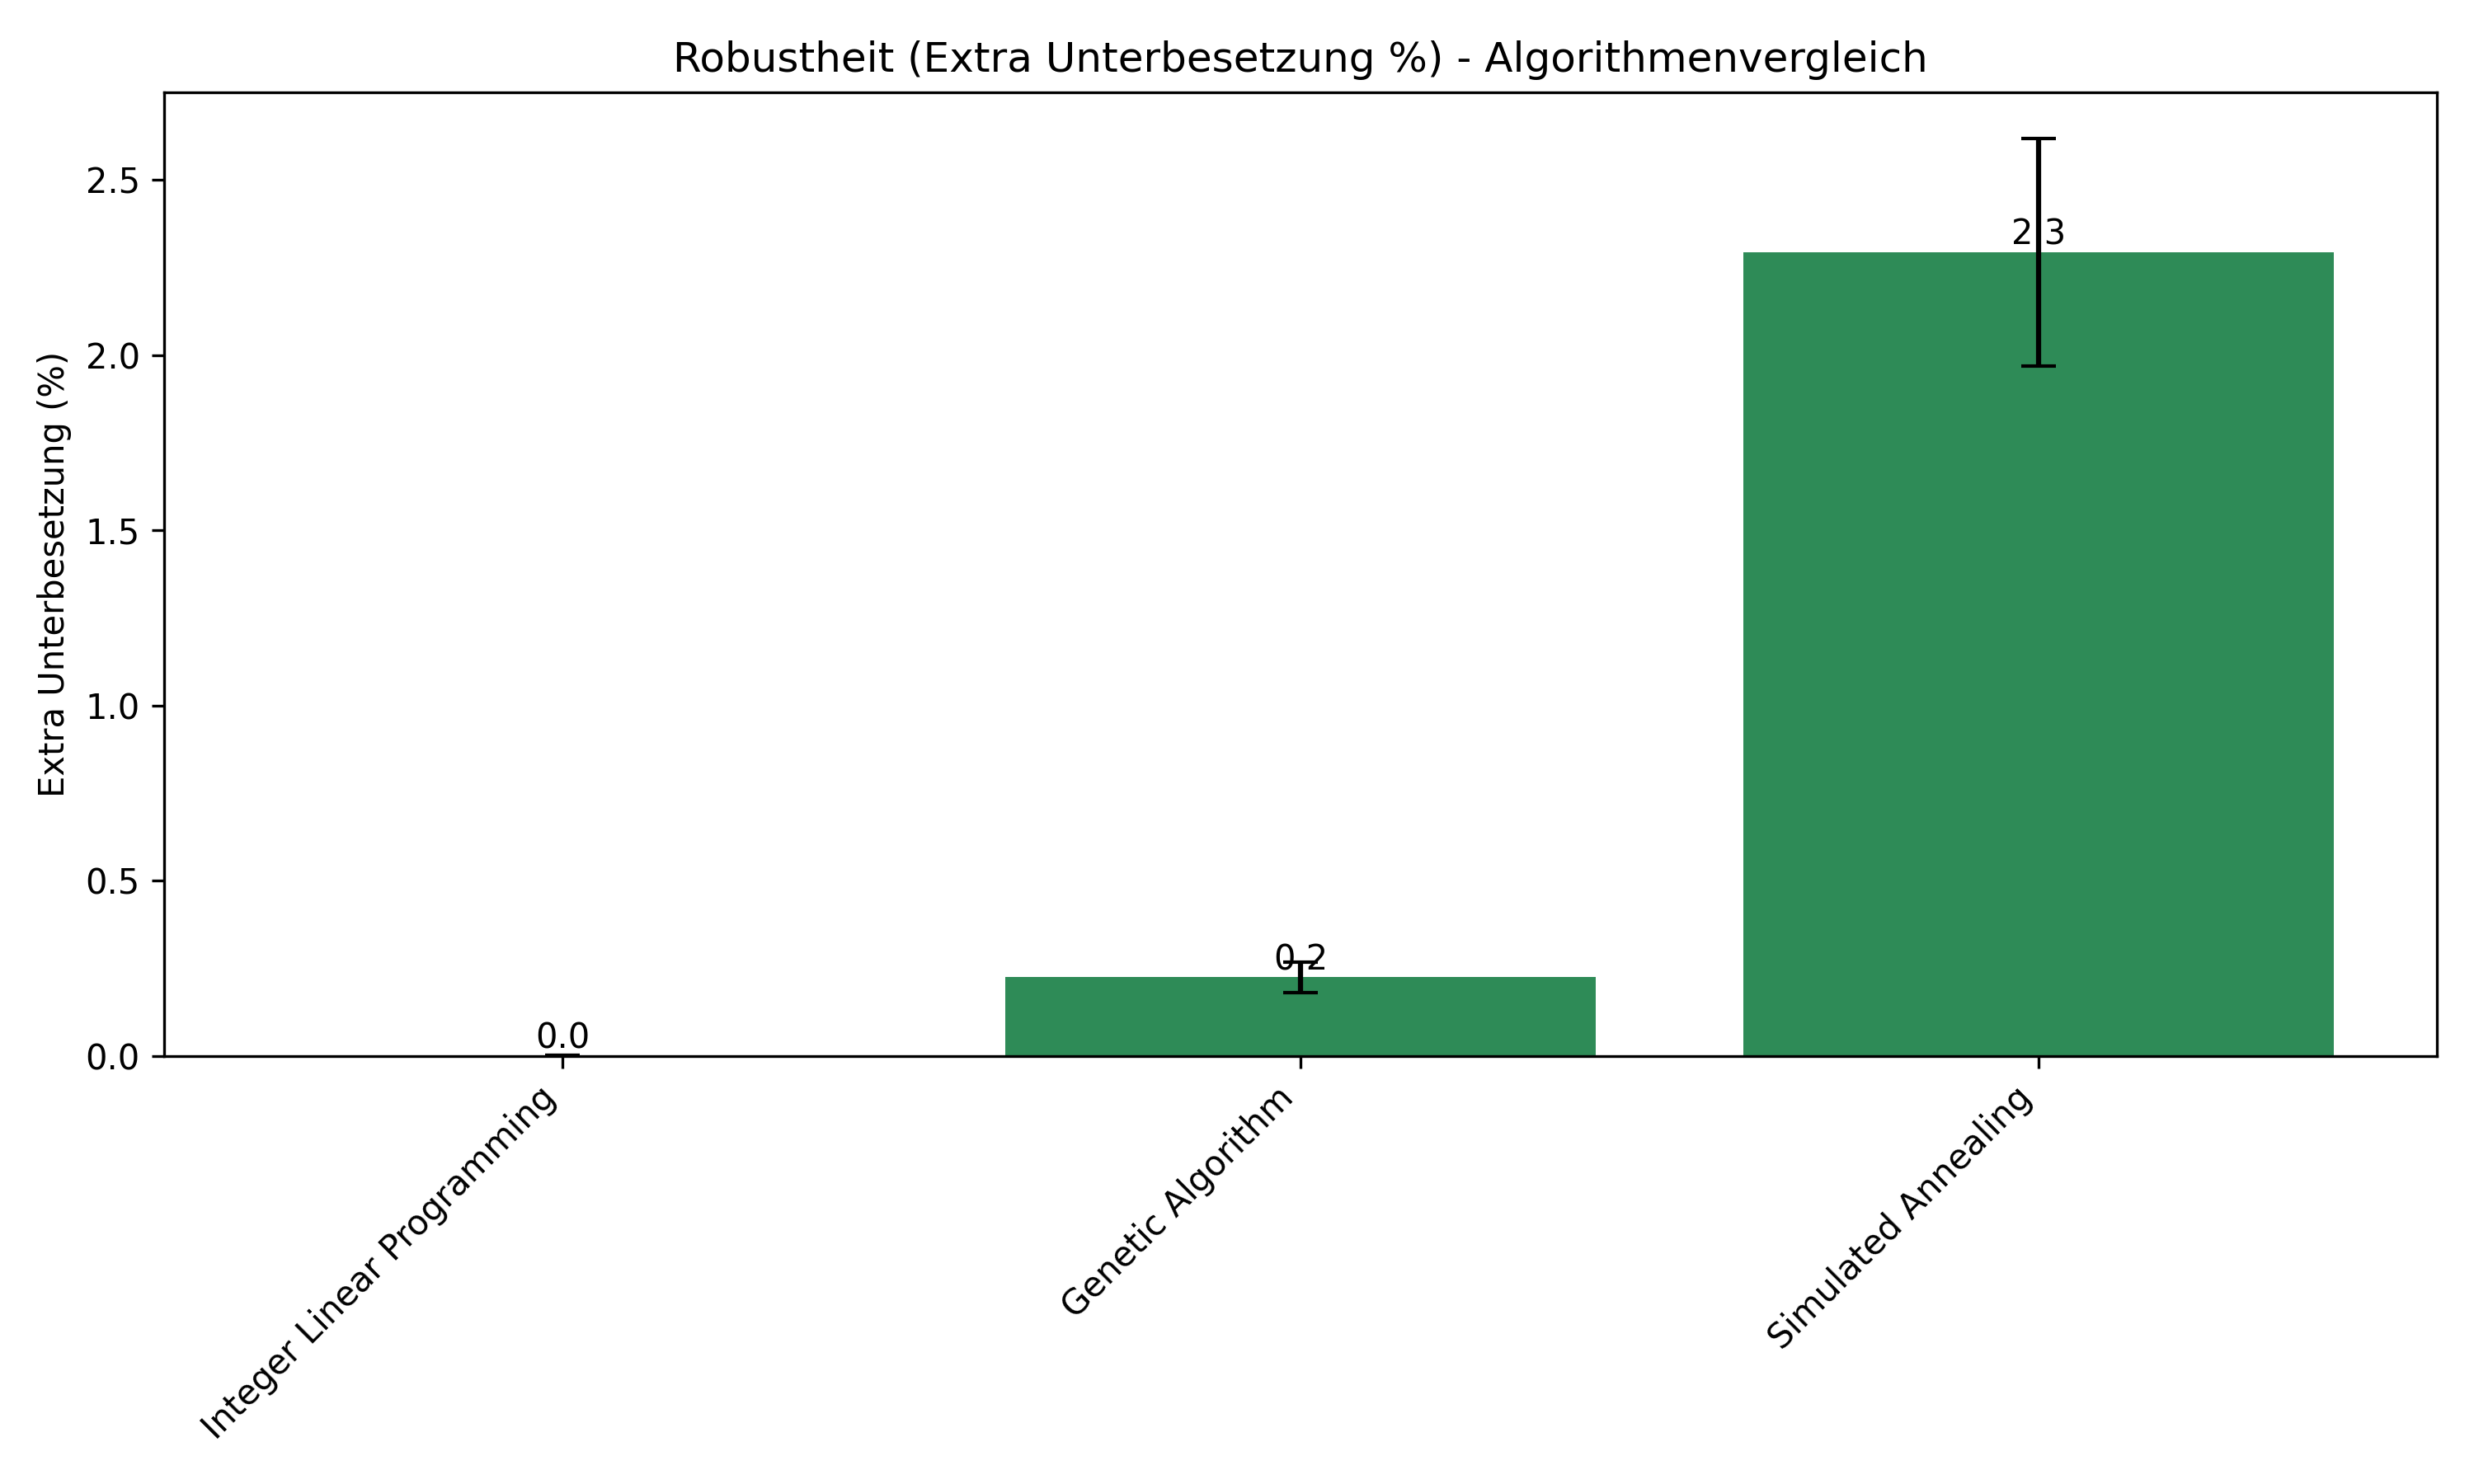 Robustheit (Extra Unterbesetzung %) - Algorithmenvergleich
Extra Unterbesetzung (%)
2.5
2.0
1.5
1.0
0.5
0.0
0.0
0.2
2.3
Integer Linear Programming
Genetic Algorithm
Simulated Annealing